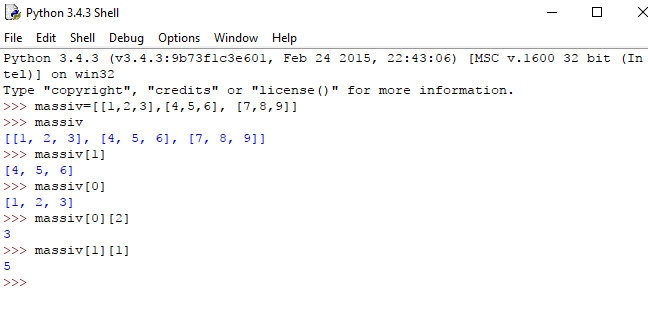 Python 3.4.3 Shell
File Edit Shell Debug Options Window Help
Python 3.4.3 (v3.4.3:9b73f1c3e601, Feb 24 2015, 22:43:06) [MSC v.1600 32 bit (In
tel)] on win32
Type "copyright", "credits" or "license()" for more information.
>>> massiv=[[1,2,3],[4,5,6], [7,8,9]]
>>> massiv
[[1, 2, 3], [4, 5, 6], [7, 8, 9]]
>>> massiv[1]
[4, 5, 6]
>>> massiv[0]
[1, 2, 3]
>>> massiv[0][2]
3
>>> massiv[1][1]
5
>>>